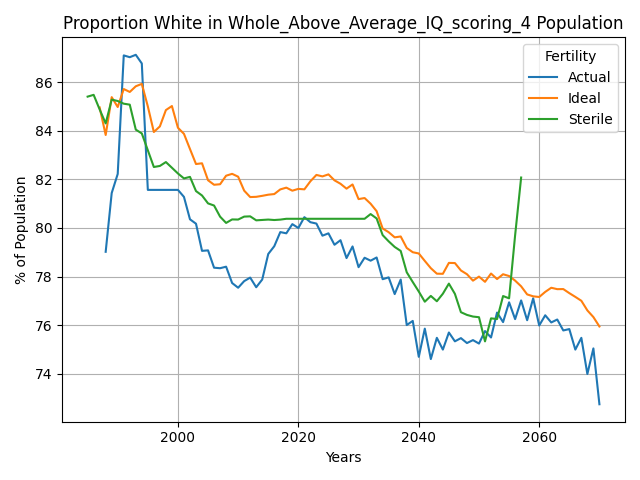 Proportion White in Whole_Above_Average_IQ_scoring_4 Population
% of Population
86
84
82
80
78
76
74
Fertility
Actual
Ideal
Sterile
2000
2020
2040
2060
Years